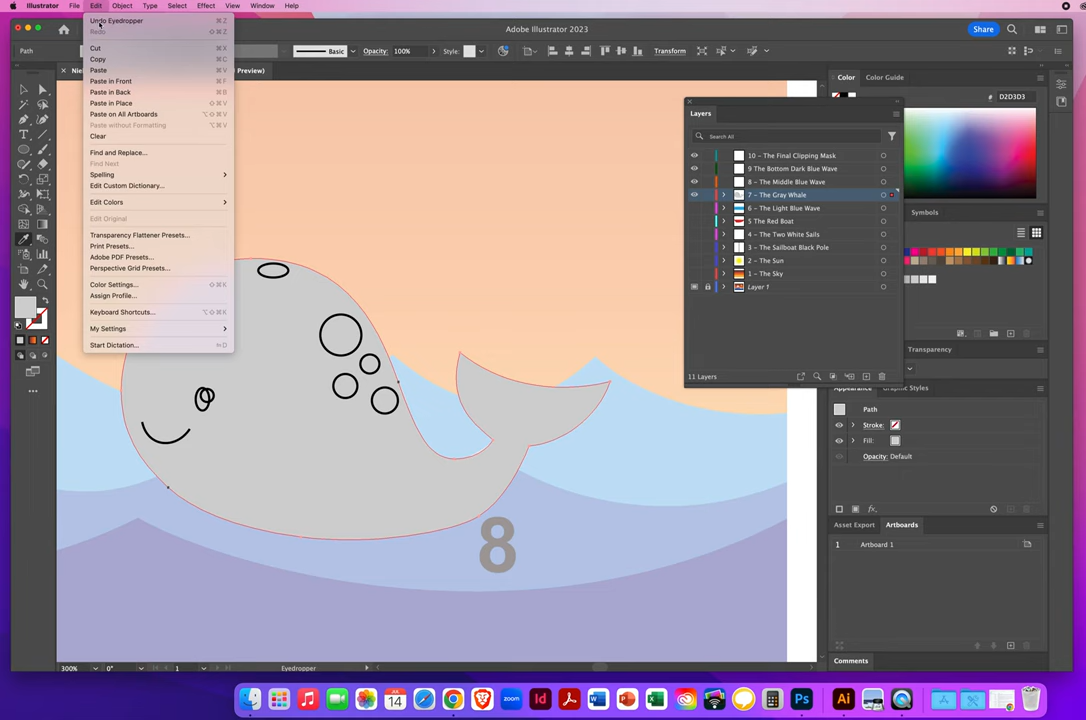 Illustrator File Edit Object Type Select Effect View Window Help
Adobe Illustrator 2023
Share
Path
Basic
Opacity: 100%
Style:
Transform
Preview)
Undo Eyedropper ⌘Z
Redo ⇧⌘Z
Cut ⌘X
Copy ⌘C
Paste ⌘V
Paste in Front ⌘F
Paste in Back ⌘B
Paste in Place ⇧⌘V
Paste on All Artboards ⌥⇧⌘V
Paste without Formatting ⌥⌘V
Clear
Find and Replace...
Find Next
Spelling
Edit Custom Dictionary...
Edit Colors
Edit Original
Transparency Flattener Presets...
Print Presets...
Adobe PDF Presets...
Perspective Grid Presets...
Color Settings... ⇧⌘K
Assign Profile...
Keyboard Shortcuts... ⌥⇧⌘K
My Settings
Start Dictation...
Layers
Search All
10 – The Final Clipping Mask
9 The Bottom Dark Blue Wave
8 – The Middle Blue Wave
7 – The Gray Whale
6 – The Light Blue Wave
5 The Red Boat
4 – The Two White Sails
3 – The Sailboat Black Pole
2 – The Sun
1 – The Sky
Layer 1
11 Layers
Color
Color Guide
# D2D3D3
Symbols
Transparency
Appearance
Graphic Styles
Path
Stroke:
Fill:
Opacity: Default
Asset Export
Artboards
1 Artboard 1
Comments
8
300%
0°
1
Eyedropper
JUL
14
zoom
Id
W
P
X
Ps
Ai